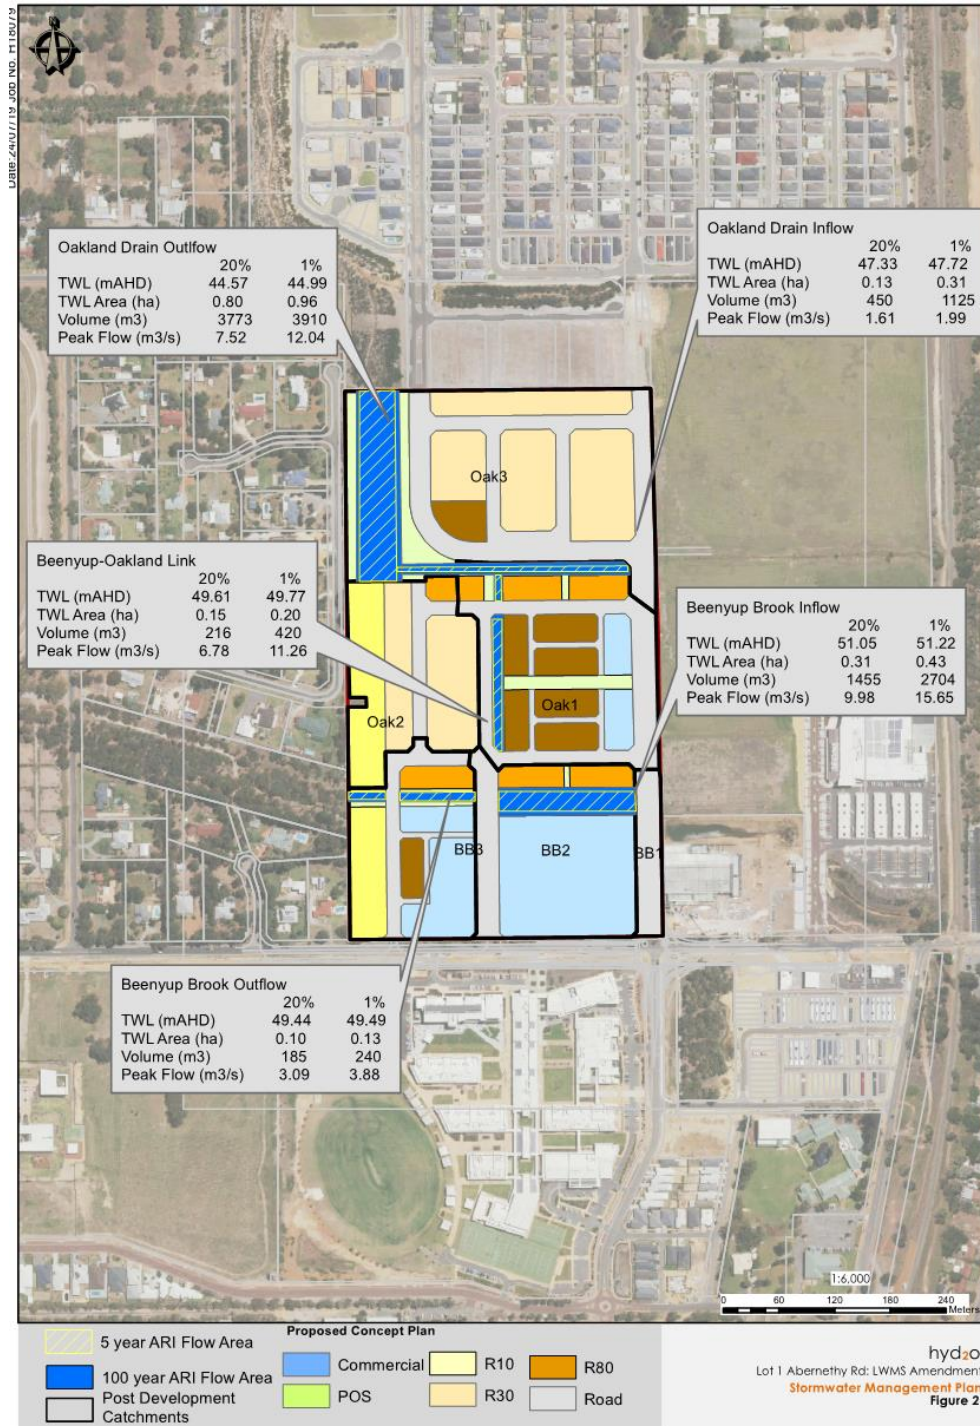 Date:24/07/19 Job No. H18079
Oakland Drain Outlfow
20% 1%
TWL (mAHD) 44.57 44.99
TWL Area (ha) 0.80 0.96
Volume (m3) 3773 3910
Peak Flow (m3/s) 7.52 12.04
Oakland Drain Inflow
20% 1%
TWL (mAHD) 47.33 47.72
TWL Area (ha) 0.13 0.31
Volume (m3) 450 1125
Peak Flow (m3/s) 1.61 1.99
Oak3
Beenyup-Oakland Link
20% 1%
TWL (mAHD) 49.61 49.77
TWL Area (ha) 0.15 0.20
Volume (m3) 216 420
Peak Flow (m3/s) 6.78 11.26
Beenyup Brook Inflow
20% 1%
TWL (mAHD) 51.05 51.22
TWL Area (ha) 0.31 0.43
Volume (m3) 1455 2704
Peak Flow (m3/s) 9.98 15.65
Oak1
Oak2
BB3
BB2
BB1
Beenyup Brook Outflow
20% 1%
TWL (mAHD) 49.44 49.49
TWL Area (ha) 0.10 0.13
Volume (m3) 185 240
Peak Flow (m3/s) 3.09 3.88
1:6,000
0 60 120 180 240
Meters
5 year ARI Flow Area
100 year ARI Flow Area
Post Development
Catchments
Proposed Concept Plan
Commercial
POS
R10
R30
R80
Road
hyd2o
Lot 1 Abernethy Rd: LWMS Amendment
Stormwater Management Plan
Figure 2